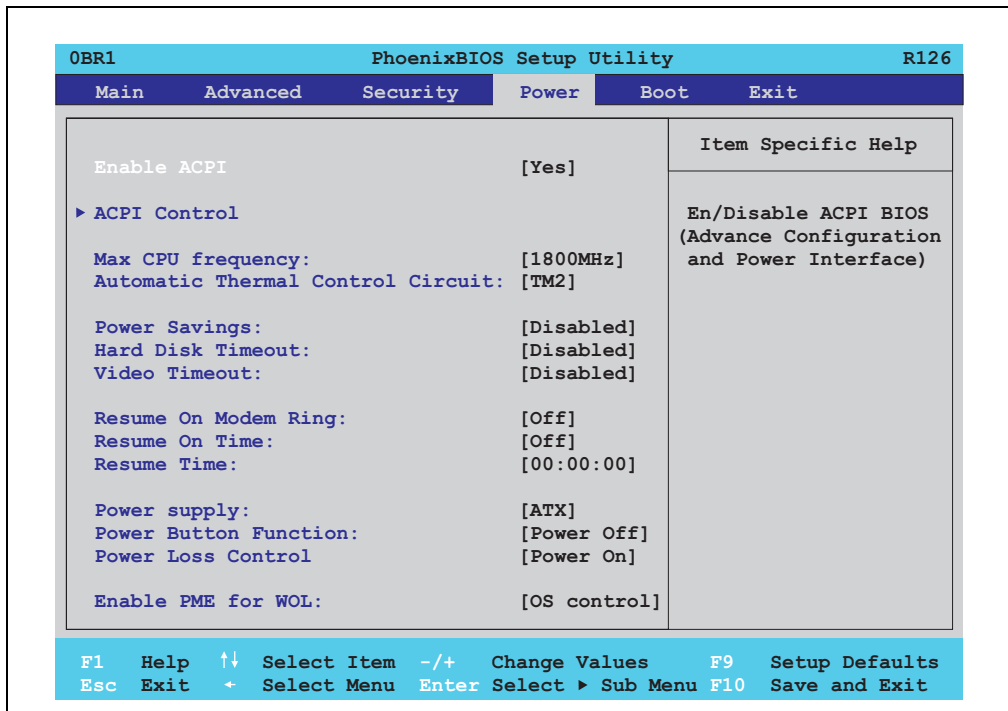 0BR1 PhoenixBIOS Setup Utility R126
Main Advanced Security Power Boot Exit
Item Specific Help
Enable ACPI [Yes]
▶ ACPI Control
En/Disable ACPI BIOS
(Advance Configuration
and Power Interface)
Max CPU frequency: [1800MHz]
Automatic Thermal Control Circuit: [TM2]
Power Savings: [Disabled]
Hard Disk Timeout: [Disabled]
Video Timeout: [Disabled]
Resume On Modem Ring: [Off]
Resume On Time: [Off]
Resume Time: [00:00:00]
Power supply: [ATX]
Power Button Function: [Power Off]
Power Loss Control [Power On]
Enable PME for WOL: [OS control]
F1 Help ↑↓ Select Item -/+ Change Values F9 Setup Defaults
Esc Exit ← Select Menu Enter Select ▶ Sub Menu F10 Save and Exit